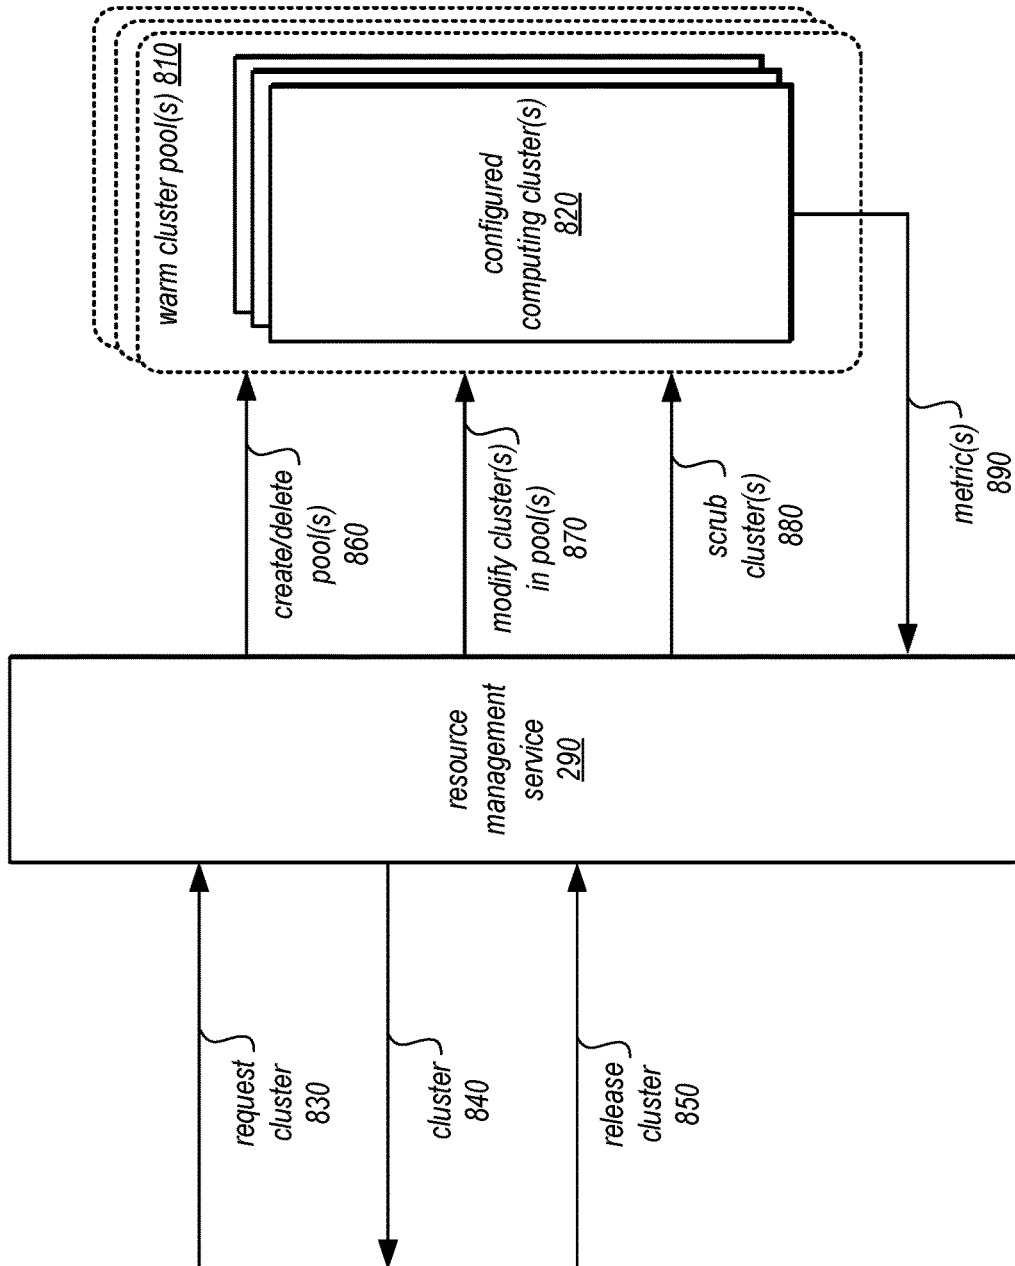 warm cluster pool(s) 810
configured
computing cluster(s)
820
create/delete
pool(s)
860
modify cluster(s)
in pool(s)
870
scrub
cluster(s)
880
metric(s)
890
resource
management
service
290
request
cluster
830
cluster
840
release
cluster
850